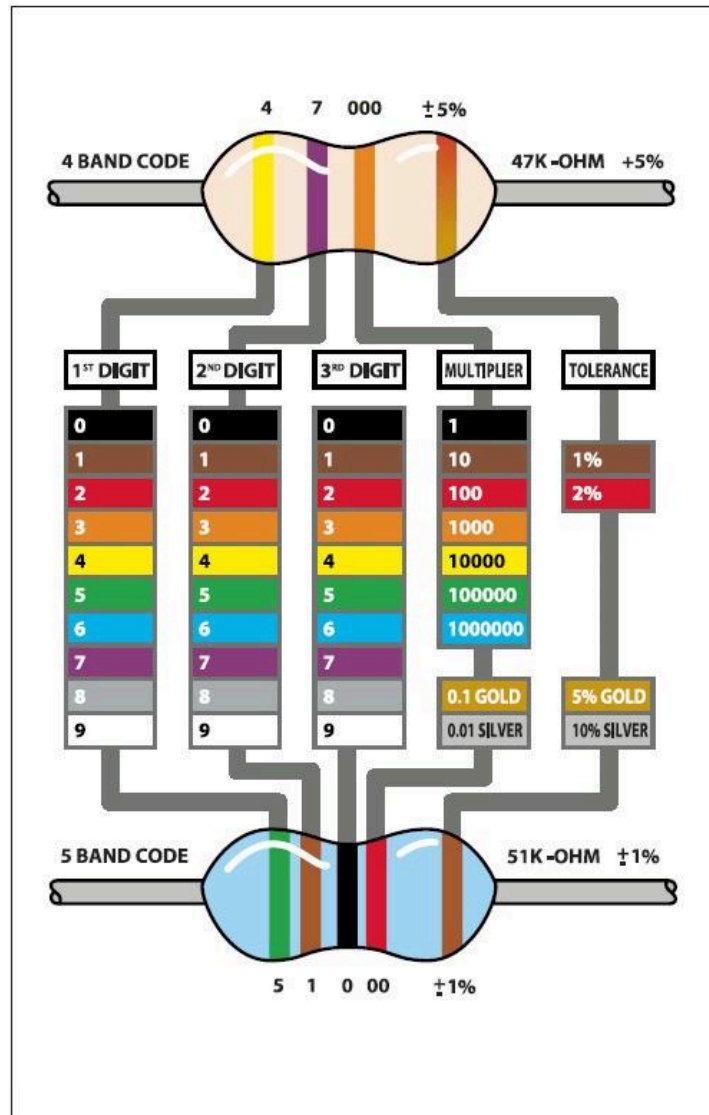 4 7 000 ±5%
4 BAND CODE 47K-OHM +5%
1ST DIGIT 2ND DIGIT 3RD DIGIT MULTIPLIER TOLERANCE
0 0 0 1
1 1 1 10 1%
2 2 2 100 2%
3 3 3 1000
4 4 4 10000
5 5 5 100000
6 6 6 1000000
7 7 7
8 8 8 0.1 GOLD 5% GOLD
9 9 9 0.01 SILVER 10% SILVER
5 BAND CODE 51K-OHM ±1%
5 1 0 00 ±1%